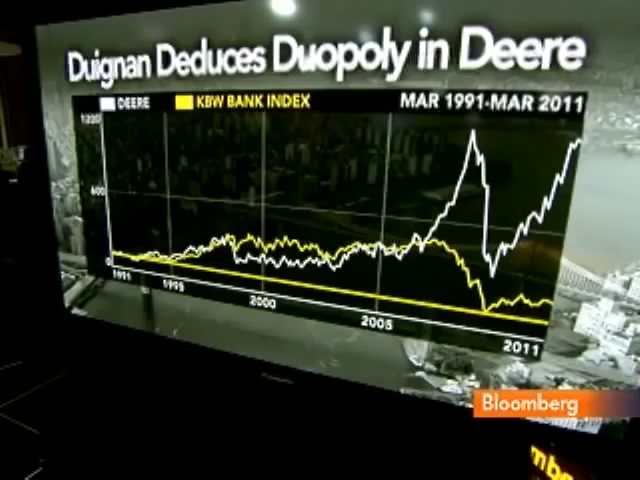 Duignan Deduces Duopoly in Deere
DEERE KBW BANK INDEX MAR 1991-MAR 2011
1200
600
0
1991 1995 2000 2005 2011
Bloomberg